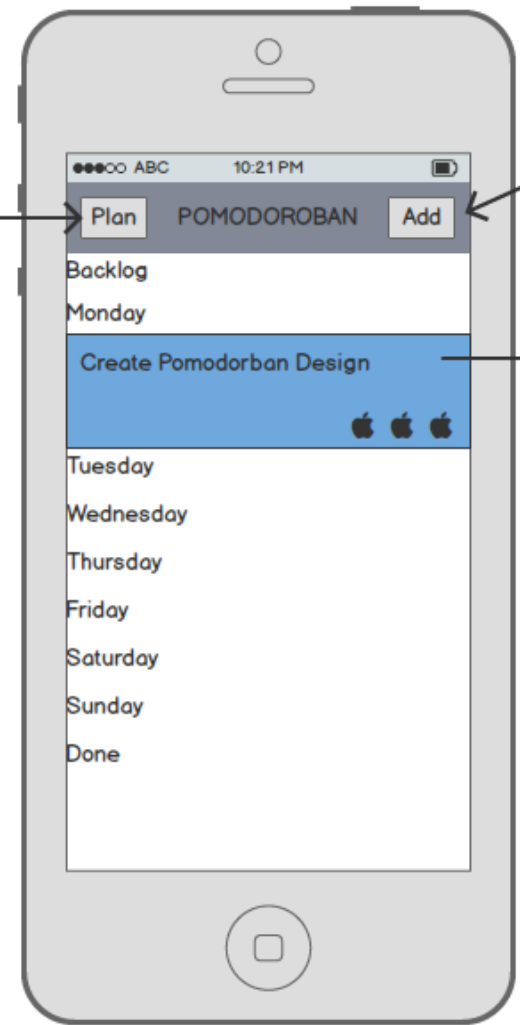 ABC 10:21 PM
Plan POMODOROBAN Add
Backlog
Monday
Create Pomodorban Design
Tuesday
Wednesday
Thursday
Friday
Saturday
Sunday
Done